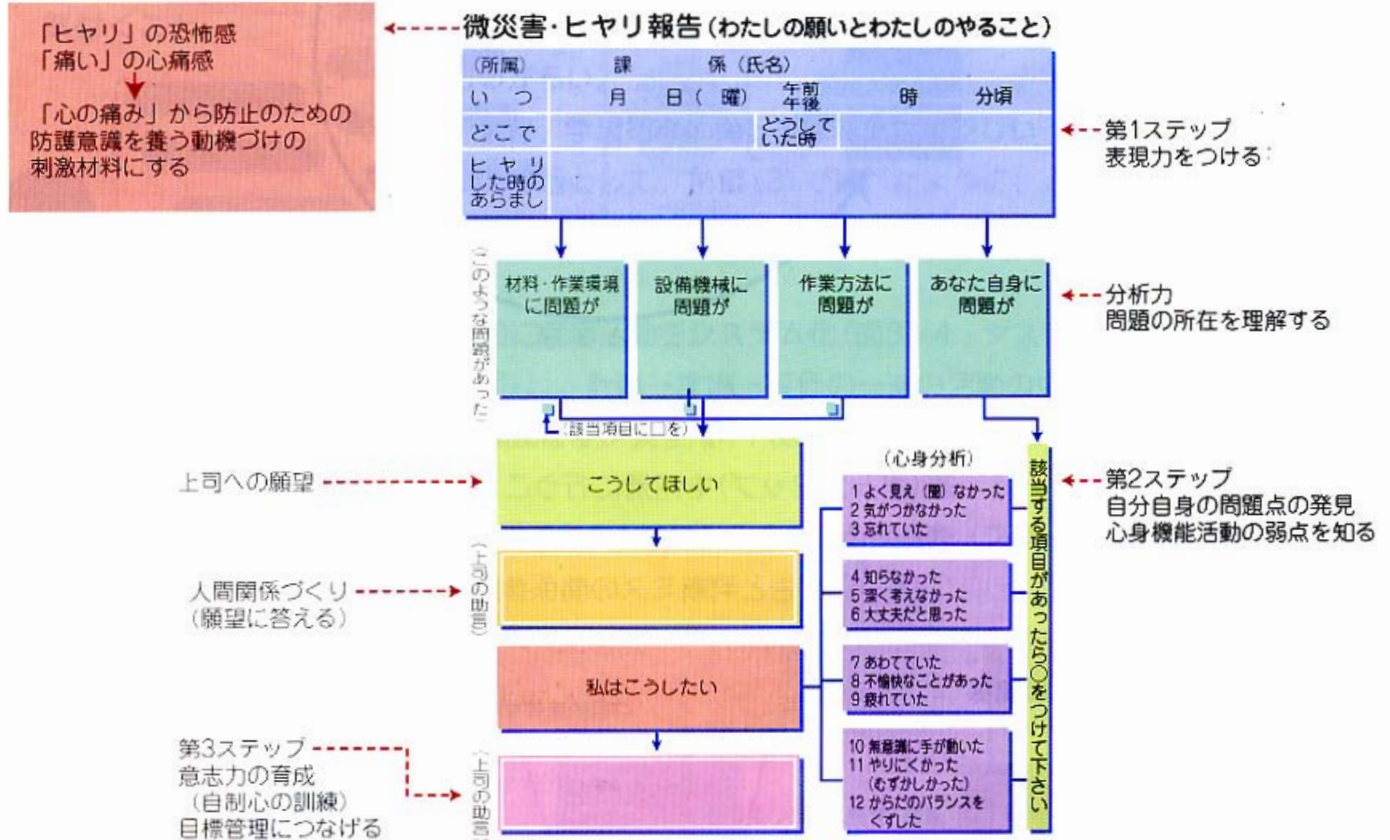 「ヒヤリ」の恐怖感
「痛い」の心痛感
「心の痛み」から防止のための
防護意識を養う動機づけの
刺激材料にする
微災害・ヒヤリ報告(わたしの願いとわたしのやること)
(所属) 課 係(氏名)
いつ 月 日( 曜) 午前 午後 時 分頃
どこで どうして いた時
ヒヤリ
した時の
あらまし
第1ステップ
表現力をつける
(このような問題があった)
材料・作業環境
に問題が
設備機械に
問題が
作業方法に
問題が
あなた自身に
問題が
分析力
問題の所在を理解する
(該当項目に□を)
上司への願望
こうしてほしい
人間関係づくり
(願望に答える)
(上司の助言)
私はこうしたい
第3ステップ
意志力の育成
(自制心の訓練)
目標管理につなげる
(上司の助言)
(心身分析)
1 よく見え(聞)なかった
2 気がつかなかった
3 忘れていた
4 知らなかった
5 深く考えなかった
6 大丈夫だと思った
7 あわてていた
8 不愉快なことがあった
9 疲れていた
10 無意識に手が動いた
11 やりにくかった
(むずかしかった)
12 からだのバランスを
くずした
該当する項目があったら○をつけて下さい
第2ステップ
自分自身の問題点の発見
心身機能活動の弱点を知る